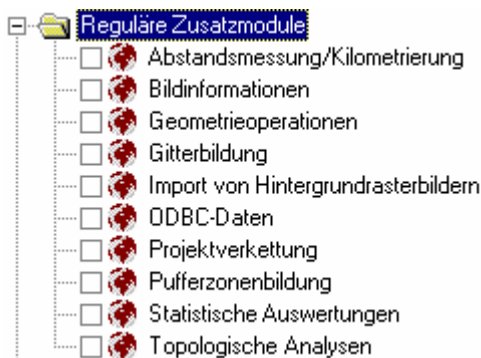 Reguläre Zusatzmodule
Abstandsmessung/Kilometrierung
Bildinformationen
Geometrieoperationen
Gitterbildung
Import von Hintergrundrasterbildern
ODBC-Daten
Projektverkettung
Pufferzonenbildung
Statistische Auswertungen
Topologische Analysen